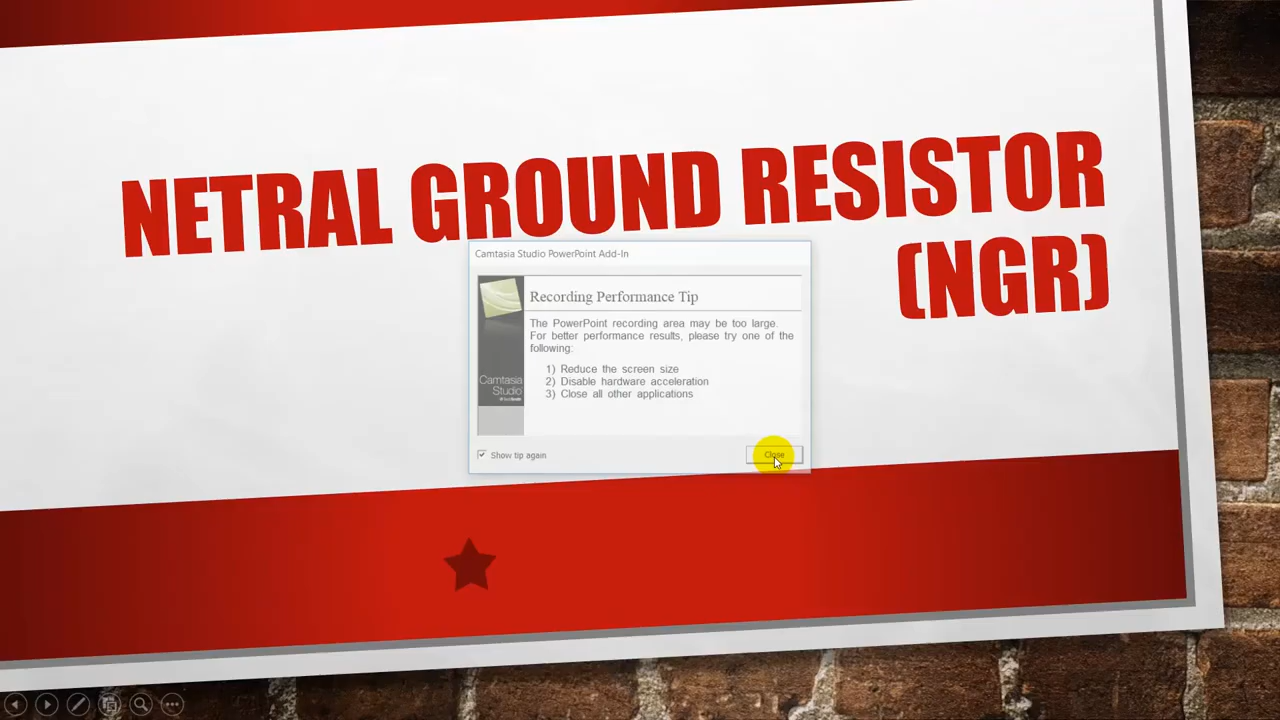 NETRAL GROUND RESISTOR
(NGR)
Camtasia Studio PowerPoint Add-In
Recording Performance Tip
The PowerPoint recording area may be too large.
For better performance results, please try one of the
following:
1) Reduce the screen size
2) Disable hardware acceleration
3) Close all other applications
Camtasia
Studio
Show tip again
Close